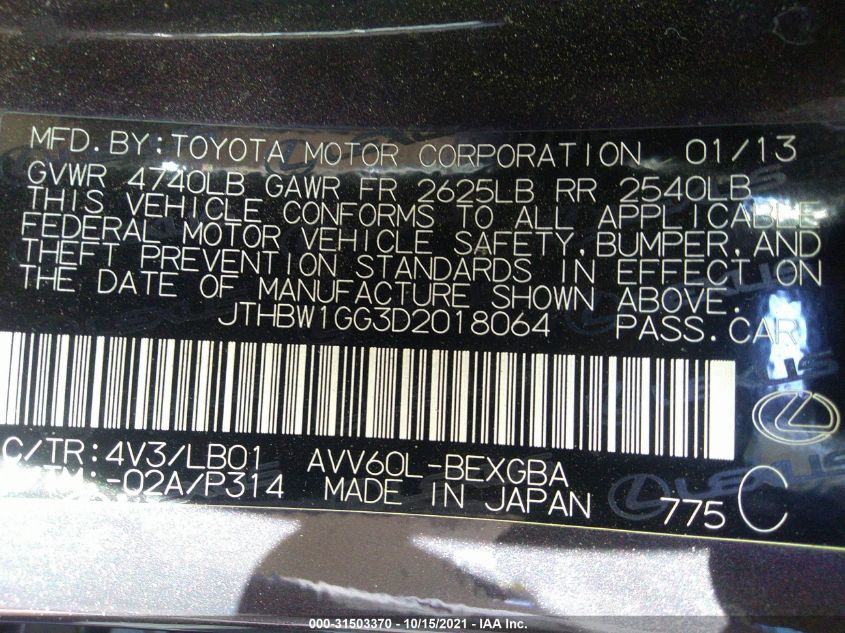 MFD. BY: TOYOTA MOTOR CORPORATION 01/13
GVWR 4740LB GAWR FR 2625LB RR 2540LB
THIS VEHICLE CONFORMS TO ALL APPLICABLE
FEDERAL MOTOR VEHICLE SAFETY, BUMPER, AND
THEFT PREVENTION STANDARDS IN EFFECT ON
THE DATE OF MANUFACTURE SHOWN ABOVE.
JTHBW1GG3D2018064 PASS. CAR
C/TR: 4V3/LB01 AVV60L-BEXGBA
-02A/P314 MADE IN JAPAN 775 C
LEXUS
000-31503370 - 10/15/2021 - IAA Inc.